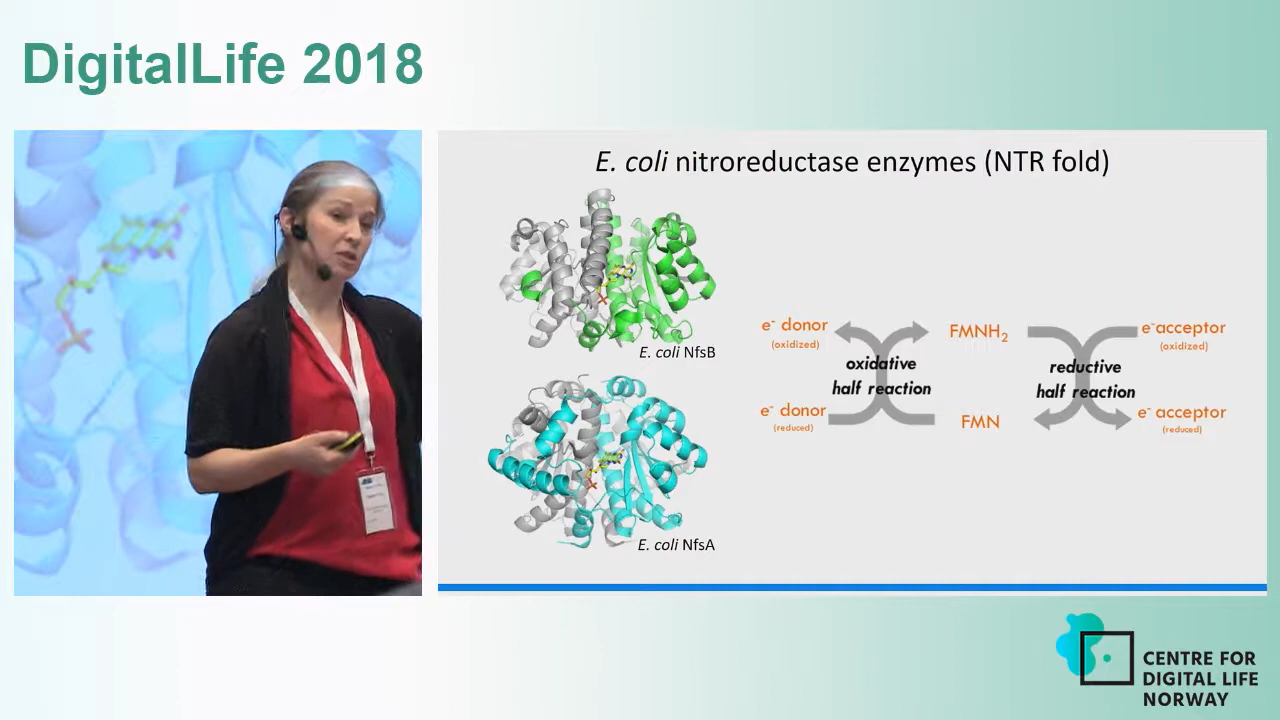 DigitalLife 2018
E. coli nitroreductase enzymes (NTR fold)
E. coli NfsB
E. coli NfsA
e- donor
(oxidized)
FMNH2
e-acceptor
(oxidized)
oxidative
half reaction
reductive
half reaction
e- donor
(reduced)
FMN
e- acceptor
(reduced)
CENTRE FOR
DIGITAL LIFE
NORWAY